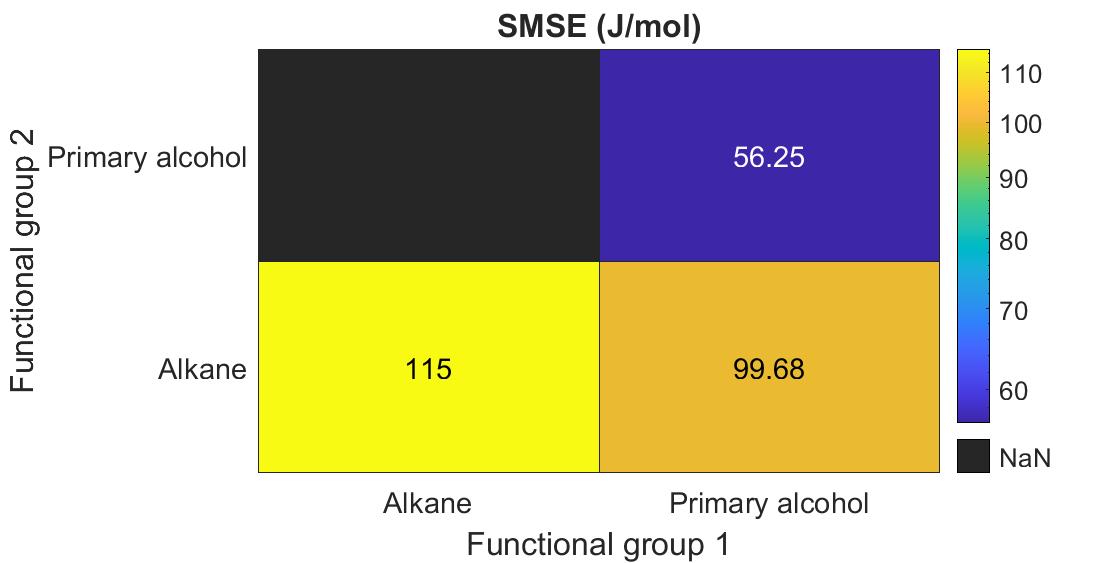 SMSE (J/mol)
Functional group 2
Primary alcohol
56.25
Alkane
115
99.68
110
100
90
80
70
60
NaN
Alkane
Primary alcohol
Functional group 1